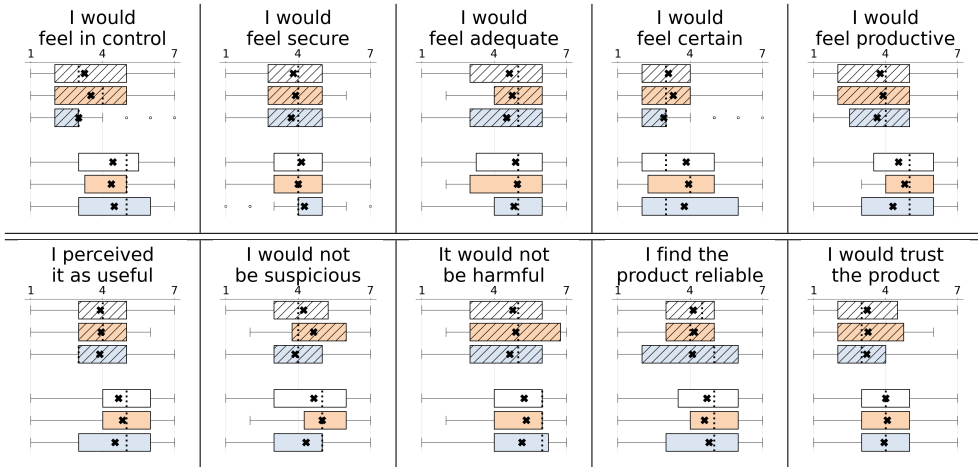 I would
feel in control
1 4 7
I would
feel secure
1 4 7
I would
feel adequate
1 4 7
I would
feel certain
1 4 7
I would
feel productive
1 4 7
I perceived
it as useful
1 4 7
I would not
be suspicious
1 4 7
It would not
be harmful
1 4 7
I find the
product reliable
1 4 7
I would trust
the product
1 4 7